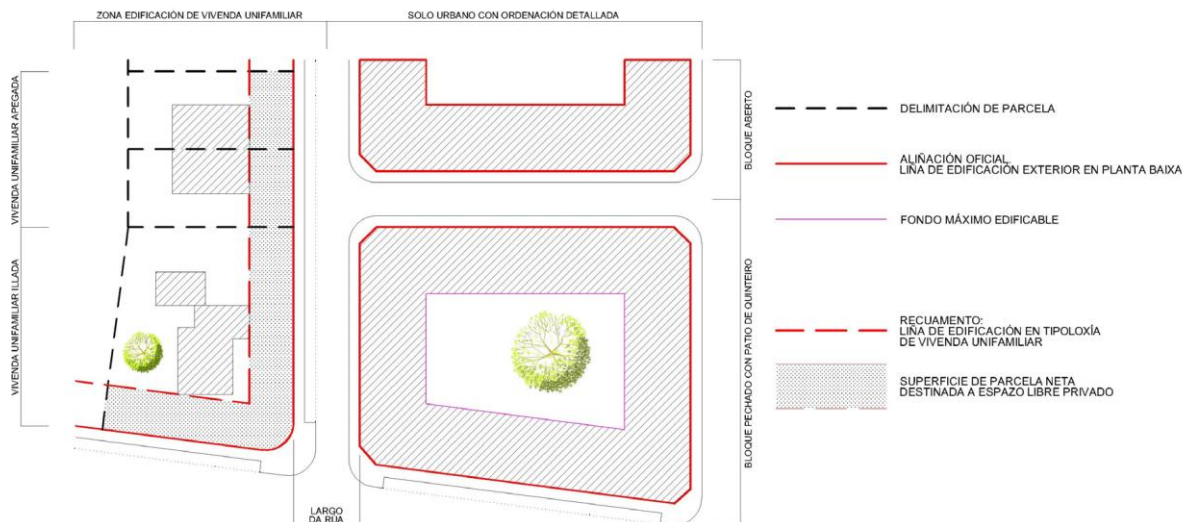 ZONA EDIFICACIÓN DE VIVENDA UNIFAMILIAR
SOLO URBANO CON ORDENACIÓN DETALLADA
VIVENDA UNIFAMILIAR APEGADA
VIVENDA UNIFAMILIAR ILLADA
BLOQUE ABERTO
BLOQUE PECHADO CON PATIO DE QUINTEIRO
LARGO
DA RÚA
DELIMITACIÓN DE PARCELA
ALIÑACIÓN OFICIAL
LIÑA DE EDIFICACIÓN EXTERIOR EN PLANTA BAIXA
FONDO MÁXIMO EDIFICABLE
RECUAMENTO:
LIÑA DE EDIFICACIÓN EN TIPOLOXÍA
DE VIVENDA UNIFAMILIAR
SUPERFICIE DE PARCELA NETA
DESTINADA A ESPAZO LIBRE PRIVADO